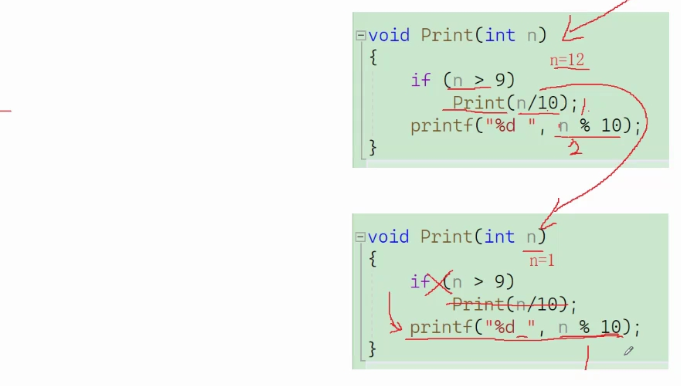 void Print(int n)
{
n=12
if (n > 9)
Print(n/10); 1
printf("%d ", n % 10);
2
}
void Print(int n)
{
n=1
if (n > 9)
Print(n/10);
printf("%d ", n % 10);
1
}